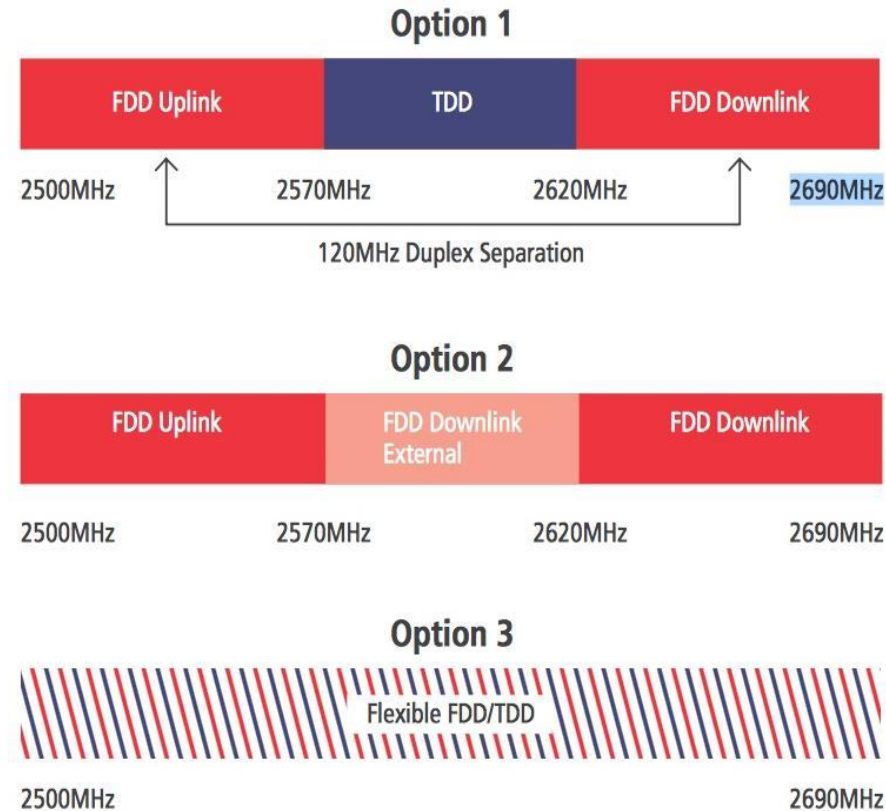 Option 1
FDD Uplink TDD FDD Downlink
2500MHz 2570MHz 2620MHz 2690MHz
120MHz Duplex Separation
Option 2
FDD Uplink FDD Downlink FDD Downlink
External
2500MHz 2570MHz 2620MHz 2690MHz
Option 3
Flexible FDD/TDD
2500MHz 2690MHz